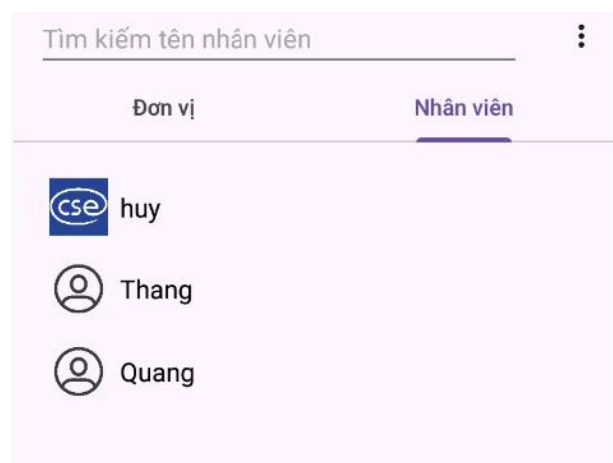 Tìm kiếm tên nhân viên
Đơn vị Nhân viên
cse huy
Thang
Quang